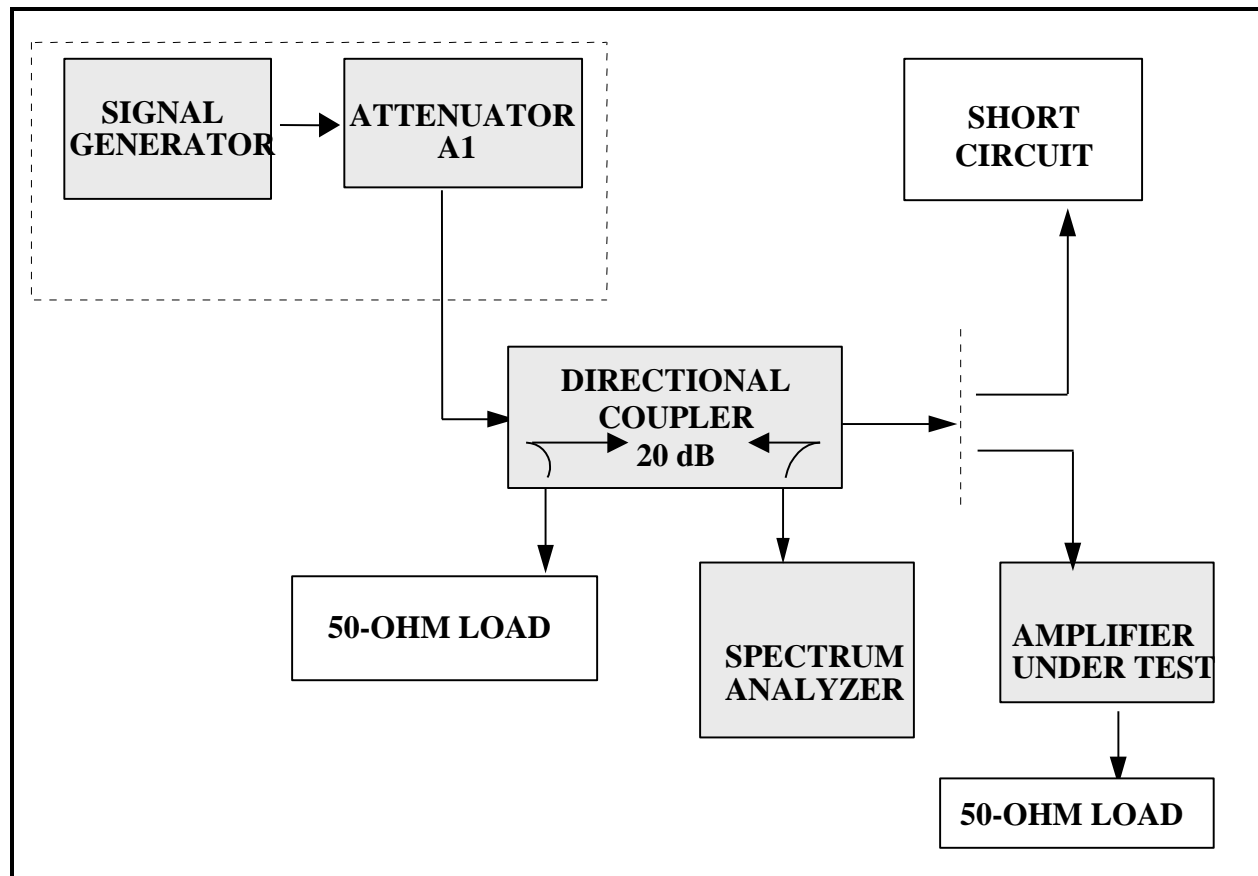 SIGNAL
GENERATOR
ATTENUATOR
A1
SHORT
CIRCUIT
DIRECTIONAL
COUPLER
20 dB
50-OHM LOAD
SPECTRUM
ANALYZER
AMPLIFIER
UNDER TEST
50-OHM LOAD